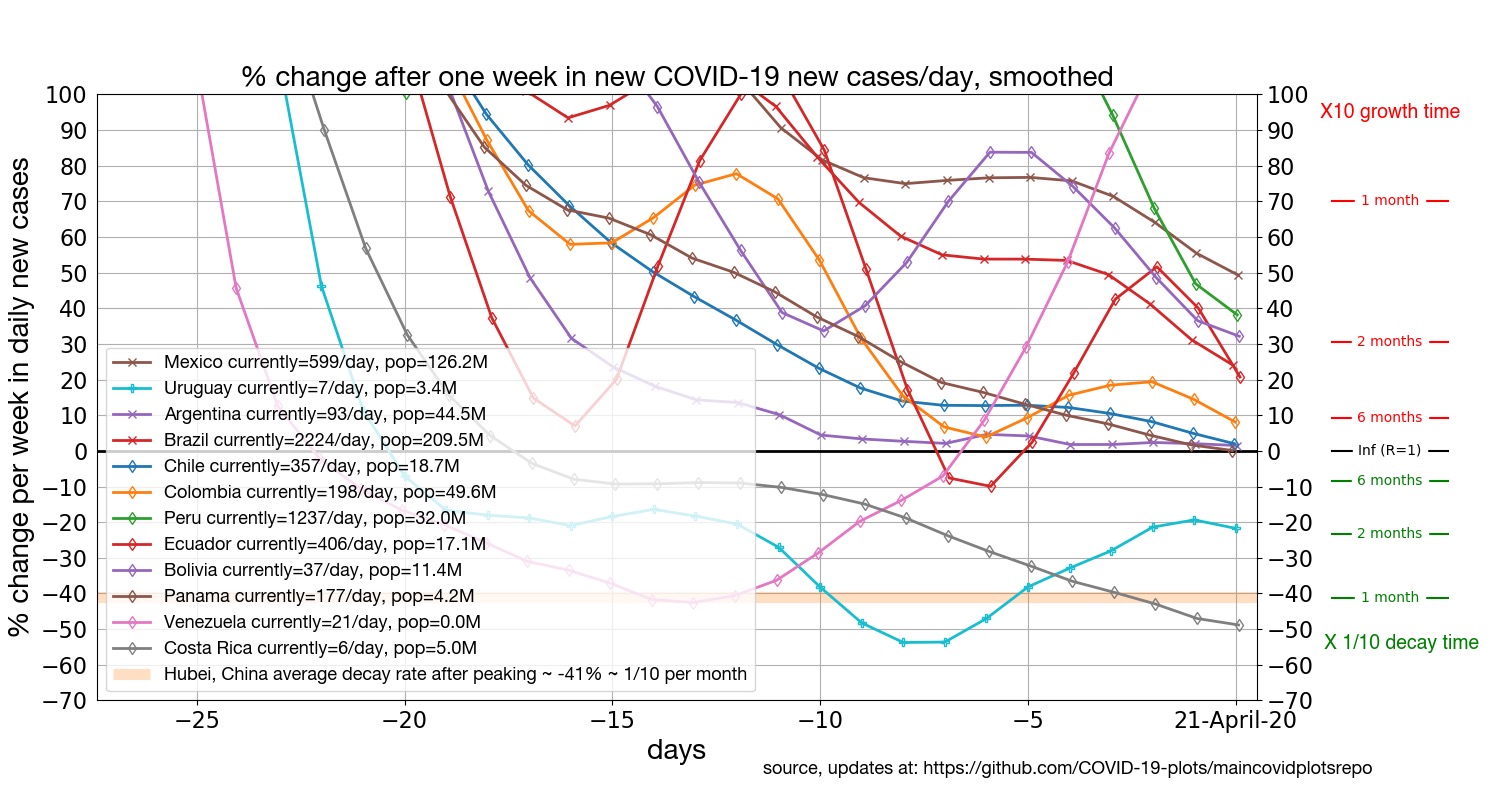 % change after one week in new COVID-19 new cases/day, smoothed
% change per week in daily new cases
100
90
80
70
60
50
40
30
20
10
0
−10
−20
−30
−40
−50
−60
−70
Mexico currently=599/day, pop=126.2M
Uruguay currently=7/day, pop=3.4M
Argentina currently=93/day, pop=44.5M
Brazil currently=2224/day, pop=209.5M
Chile currently=357/day, pop=18.7M
Colombia currently=198/day, pop=49.6M
Peru currently=1237/day, pop=32.0M
Ecuador currently=406/day, pop=17.1M
Bolivia currently=37/day, pop=11.4M
Panama currently=177/day, pop=4.2M
Venezuela currently=21/day, pop=0.0M
Costa Rica currently=6/day, pop=5.0M
Hubei, China average decay rate after peaking ~ -41% ~ 1/10 per month
100
90
80
70
60
50
40
30
20
10
0
−10
−20
−30
−40
−50
−60
−70
X10 growth time
1 month
2 months
6 months
Inf (R=1)
6 months
2 months
1 month
X 1/10 decay time
−25 −20 −15 −10 −5 21-April-20
days
source, updates at: https://github.com/COVID-19-plots/maincovidplotsrepo